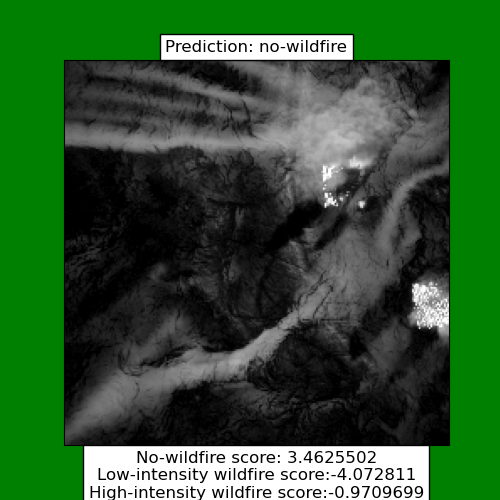 Prediction: no-wildfire
No-wildfire score: 3.4625502
Low-intensity wildfire score:-4.072811
High-intensity wildfire score:-0.9709699